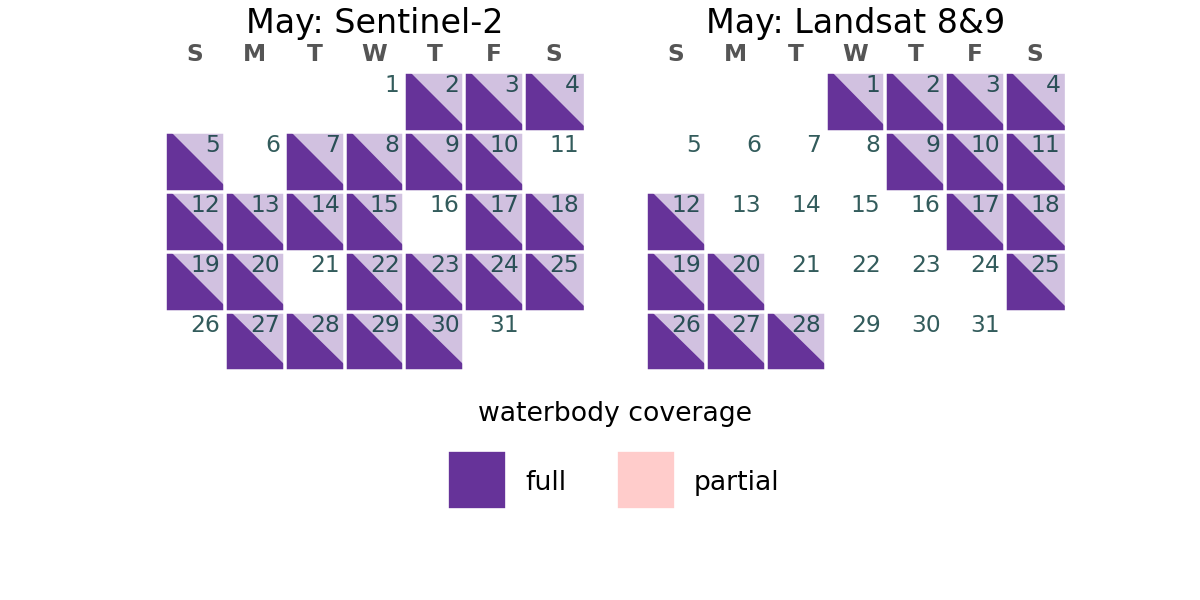 May: Sentinel-2
S M T W T F S
1 2 3 4
5 6 7 8 9 10 11
12 13 14 15 16 17 18
19 20 21 22 23 24 25
26 27 28 29 30 31
May: Landsat 8&9
S M T W T F S
1 2 3 4
5 6 7 8 9 10 11
12 13 14 15 16 17 18
19 20 21 22 23 24 25
26 27 28 29 30 31
waterbody coverage
full partial